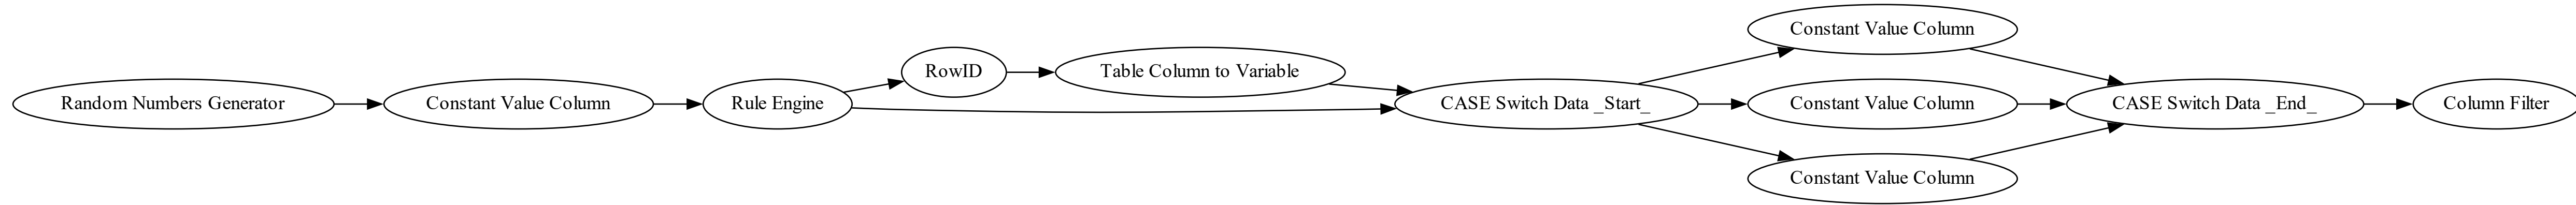 Random Numbers Generator
Constant Value Column
Rule Engine
RowID
Table Column to Variable
CASE Switch Data _Start_
Constant Value Column
Constant Value Column
Constant Value Column
CASE Switch Data _End_
Column Filter